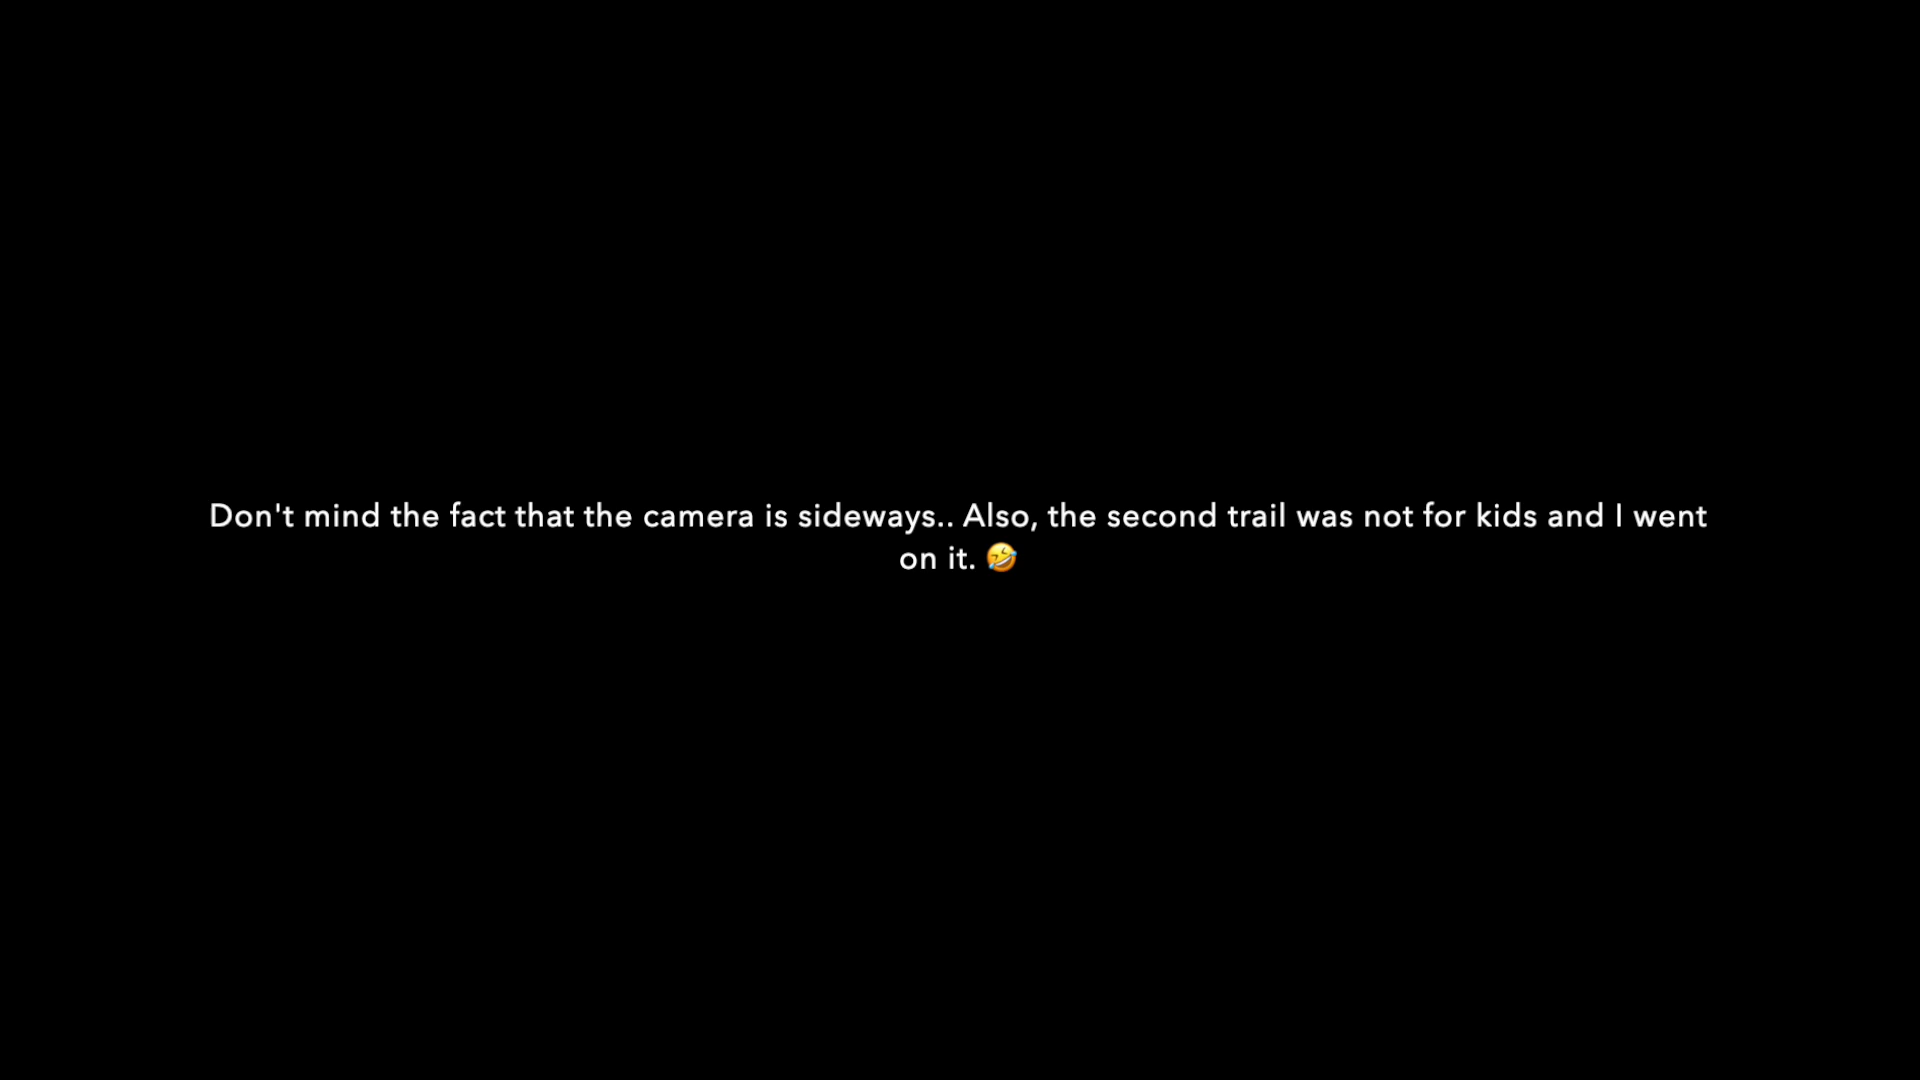 Don't mind the fact that the camera is sideways.. Also, the second trail was not for kids and I went
on it. 🤣